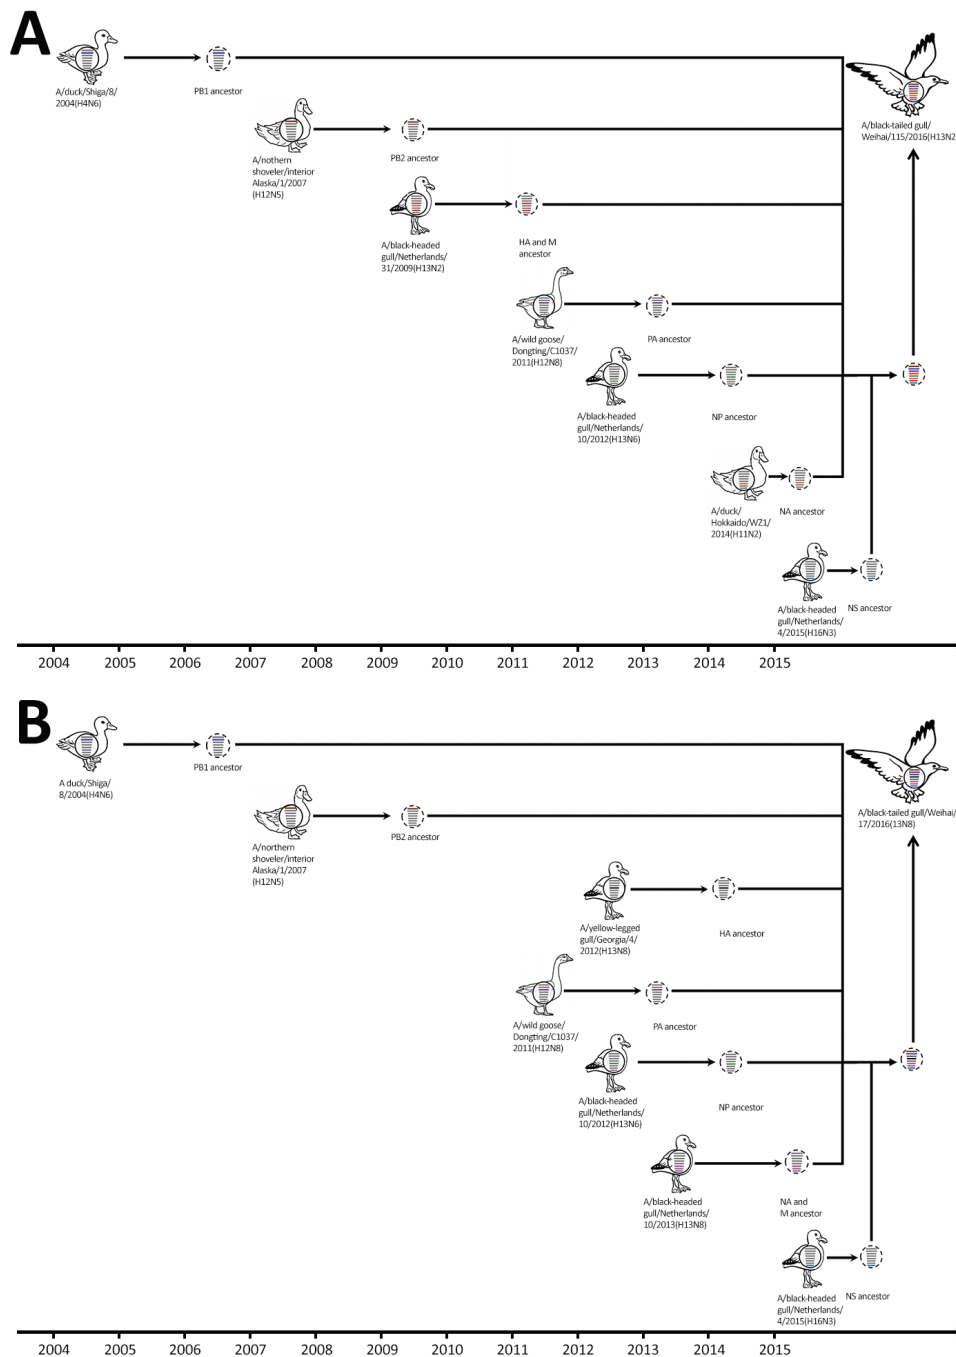 A
A/duck/Shiga/8/
2004(H4N6)
PB1 ancestor
A/black-tailed gull/
Weihai/115/2016(H13N2
A/nothern
shoveler/interior
Alaska/1/2007
(H12N5)
PB2 ancestor
A/black-headed
gull/Netherlands/
31/2009(H13N2)
HA and M
ancestor
A/wild goose/
Dongting/C1037/
2011(H12N8)
PA ancestor
A/black-headed
gull/Netherlands/
10/2012(H13N6)
NP ancestor
A/duck/
Hokkaido/WZ1/
2014(H11N2)
NA ancestor
A/black-headed
gull/Netherlands/
4/2015(H16N3)
NS ancestor
2004 2005 2006 2007 2008 2009 2010 2011 2012 2013 2014 2015
B
A duck/Shiga/
8/2004(H4N6)
PB1 ancestor
A/black-tailed gull/Weihai/
17/2016(13N8)
A/northern
shoveler/interior
Alaska/1/2007
(H12N5)
PB2 ancestor
A/yellow-legged
gull/Georgia/4/
2012(H13N8)
HA ancestor
A/wild goose/
Dongting/C1037/
2011(H12N8)
PA ancestor
A/black-headed
gull/Netherlands/
10/2012(H13N6)
NP ancestor
A/black-headed
gull/Netherlands/
10/2013(H13N8)
NA and
M ancestor
A/black-headed
gull/Netherlands/
4/2015(H16N3)
NS ancestor
2004 2005 2006 2007 2008 2009 2010 2011 2012 2013 2014 2015